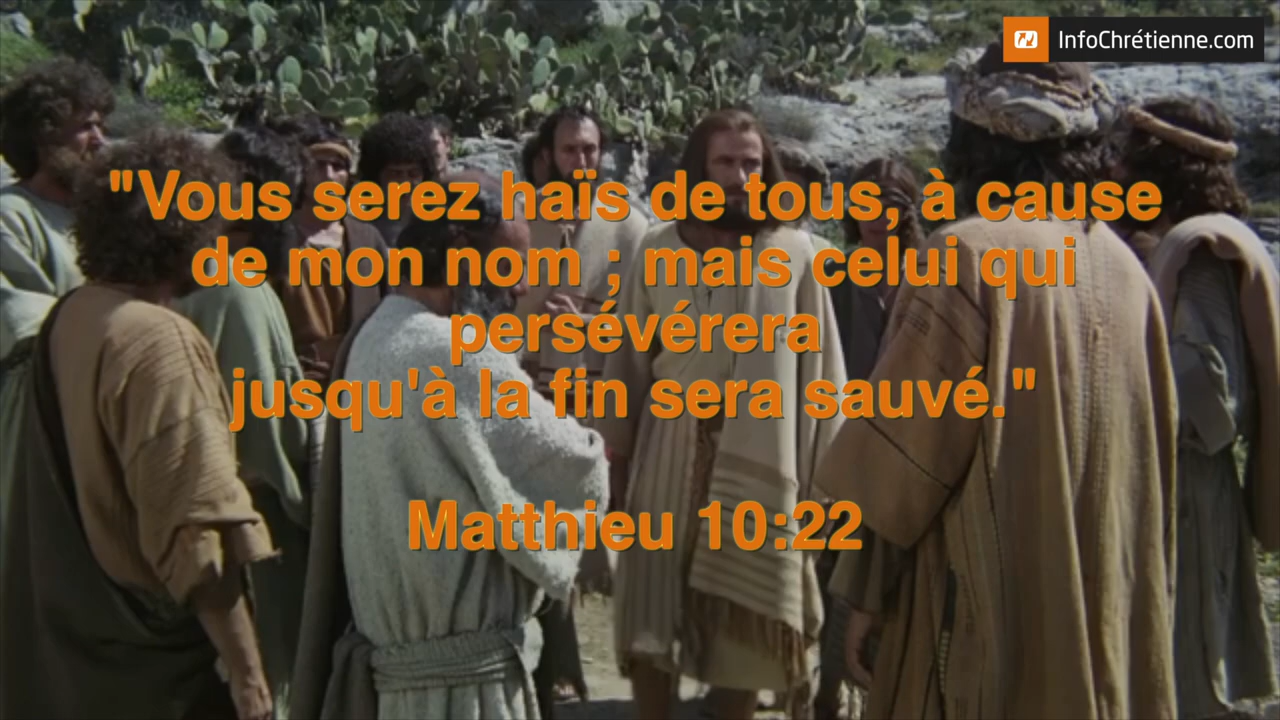 InfoChrétienne.com
"Vous serez haïs de tous, à cause
de mon nom ; mais celui qui
persévérera
jusqu'à la fin sera sauvé."
Matthieu 10:22